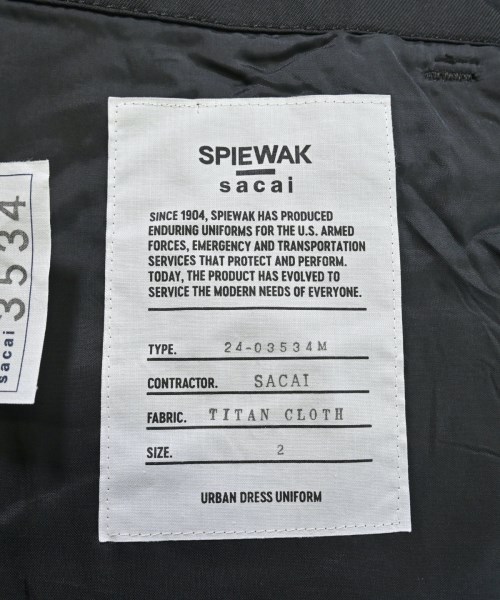 SPIEWAK
sacai
SINCE 1904, SPIEWAK HAS PRODUCED
ENDURING UNIFORMS FOR THE U.S. ARMED
FORCES, EMERGENCY AND TRANSPORTATION
SERVICES THAT PROTECT AND PERFORM.
TODAY, THE PRODUCT HAS EVOLVED TO
SERVICE THE MODERN NEEDS OF EVERYONE.
TYPE. 24-03534M
CONTRACTOR. SACAI
FABRIC. TITAN CLOTH
SIZE. 2
URBAN DRESS UNIFORM
sacai
3534